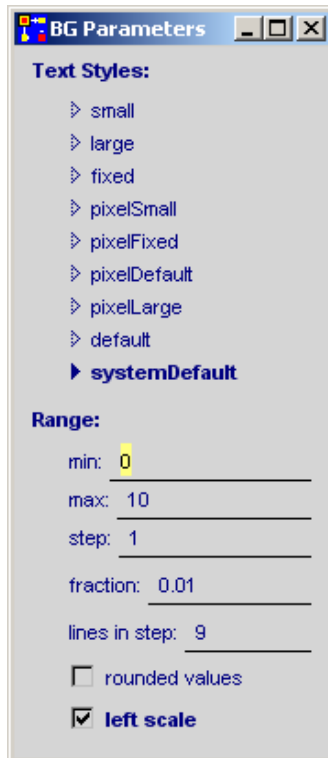 BG Parameters
Text Styles:
small
large
fixed
pixelSmall
pixelFixed
pixelDefault
pixelLarge
default
systemDefault
Range:
min: 0
max: 10
step: 1
fraction: 0.01
lines in step: 9
rounded values
left scale